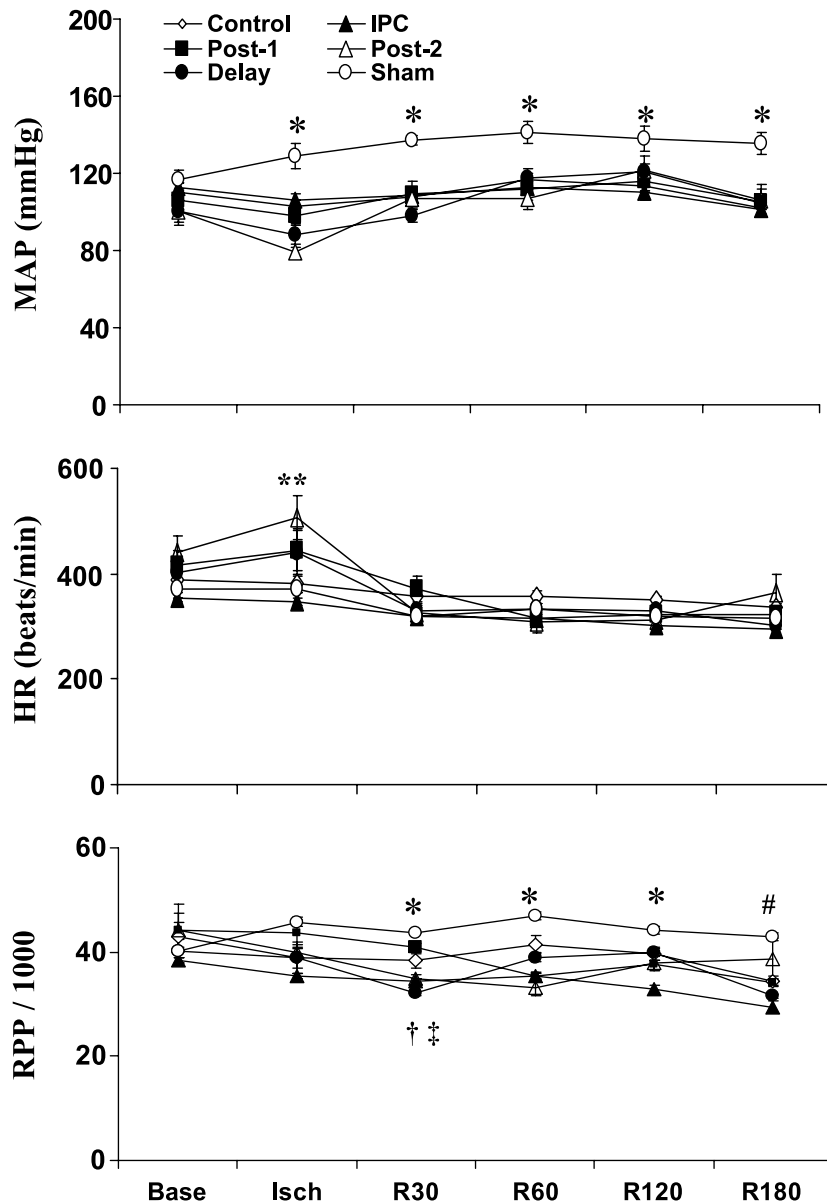 Control IPC
Post-1 Post-2
Delay Sham
200
160
120
80
40
0
MAP (mmHg)
* * * * *
600
400
200
0
HR (beats/min)
**
60
40
20
0
RPP / 1000
* * * #
† ‡
Base Isch R30 R60 R120 R180